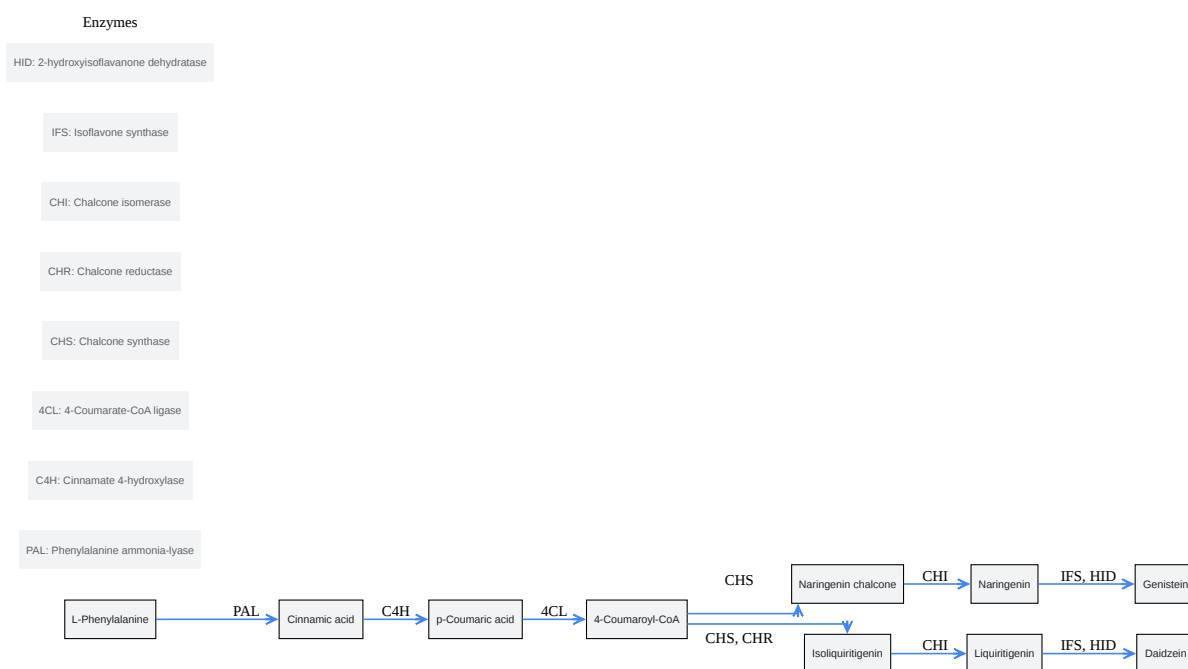 Enzymes
HID: 2-hydroxyisoflavanone dehydratase
IFS: Isoflavone synthase
CHI: Chalcone isomerase
CHR: Chalcone reductase
CHS: Chalcone synthase
4CL: 4-Coumarate-CoA ligase
C4H: Cinnamate 4-hydroxylase
PAL: Phenylalanine ammonia-lyase
L-Phenylalanine
PAL
Cinnamic acid
C4H
p-Coumaric acid
4CL
4-Coumaroyl-CoA
CHS
Naringenin chalcone
CHI
Naringenin
IFS, HID
Genistein
CHS, CHR
Isoliquiritigenin
CHI
Liquiritigenin
IFS, HID
Daidzein